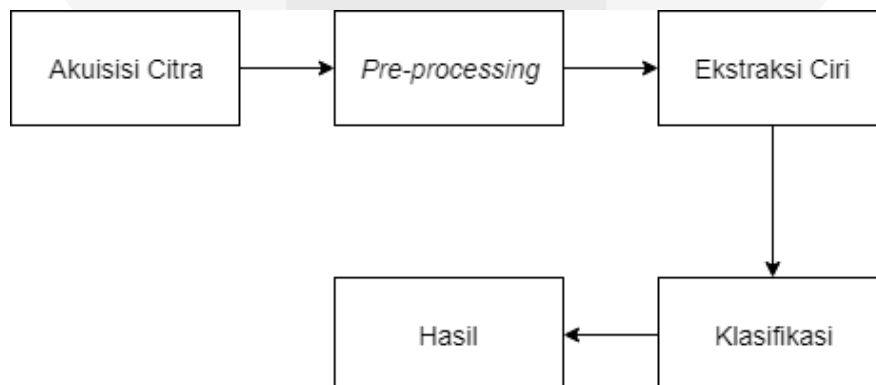 Akuisisi Citra
Pre-processing
Ekstraksi Ciri
Hasil
Klasifikasi